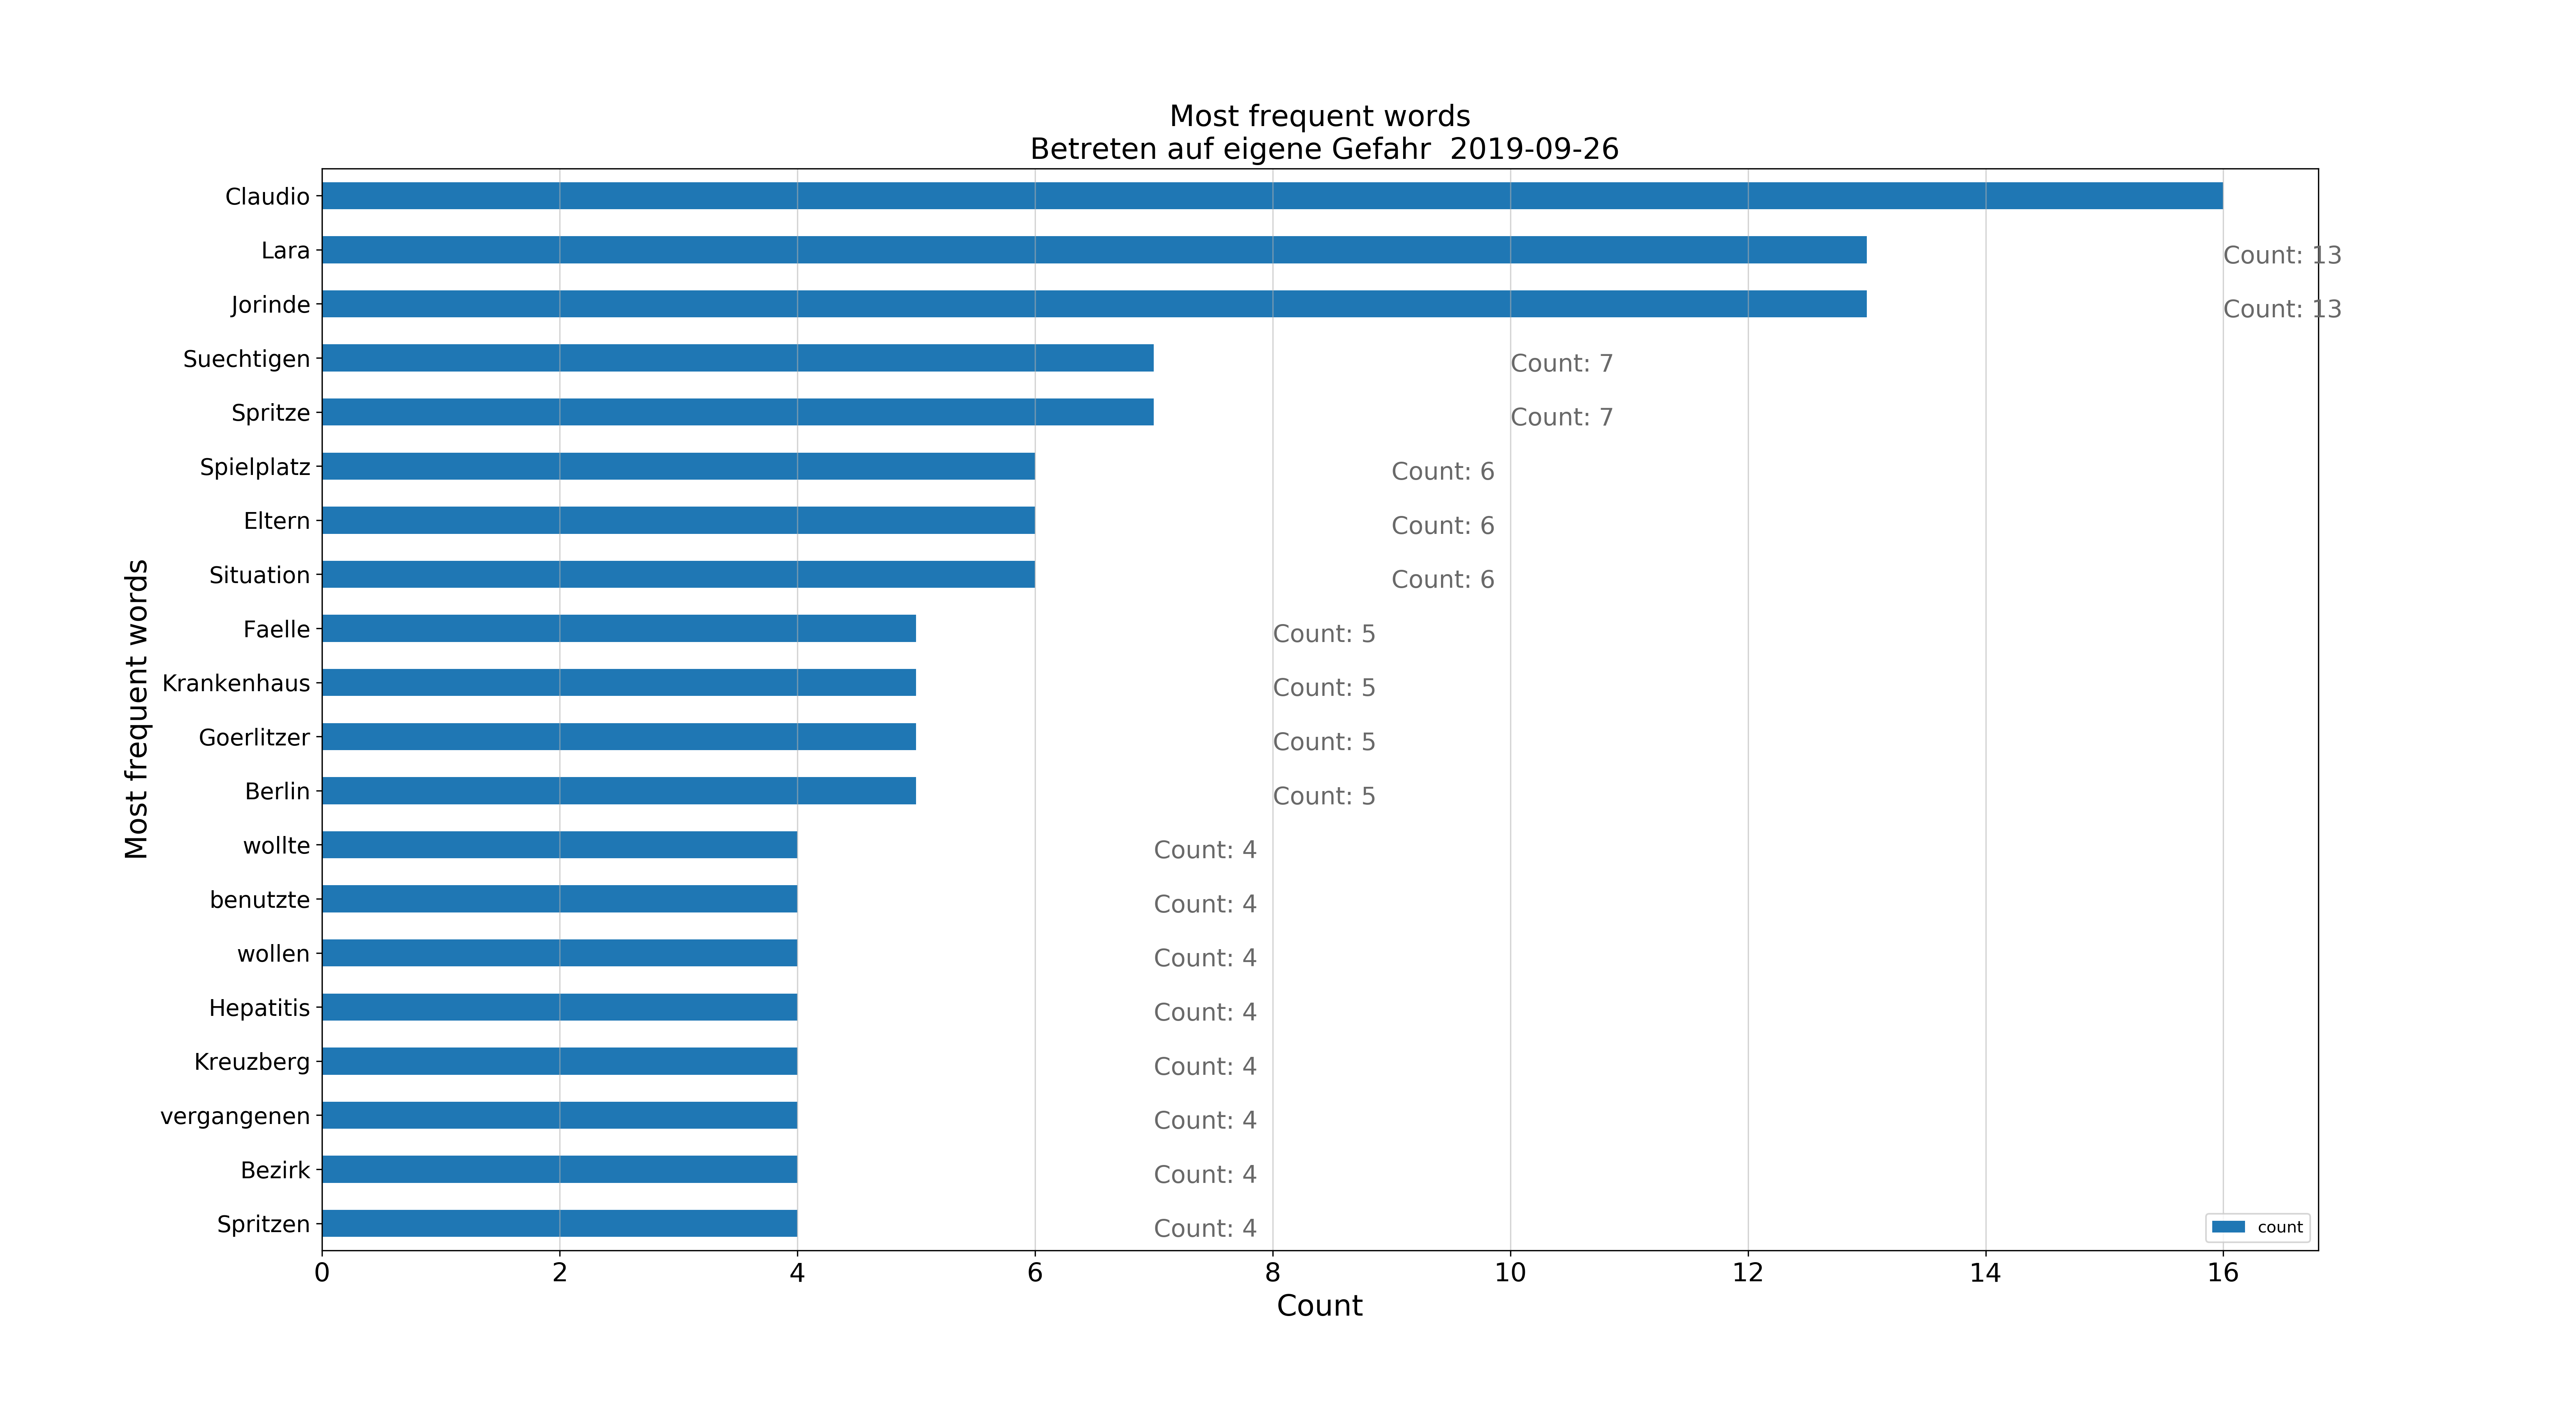 Most frequent words
Betreten auf eigene Gefahr  2019-09-26
Most frequent words
Claudio
Lara Count: 13
Jorinde Count: 13
Suechtigen Count: 7
Spritze Count: 7
Spielplatz Count: 6
Eltern Count: 6
Situation Count: 6
Faelle Count: 5
Krankenhaus Count: 5
Goerlitzer Count: 5
Berlin Count: 5
wollte Count: 4
benutzte Count: 4
wollen Count: 4
Hepatitis Count: 4
Kreuzberg Count: 4
vergangenen Count: 4
Bezirk Count: 4
Spritzen Count: 4
count
0 2 4 6 8 10 12 14 16
Count